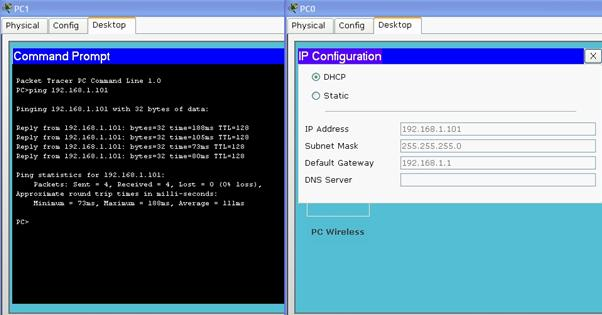 PC1
Physical Config Desktop
Command Prompt
Packet Tracer PC Command Line 1.0
PC>ping 192.168.1.101
Pinging 192.168.1.101 with 32 bytes of data:
Reply from 192.168.1.101: bytes=32 time=188ms TTL=128
Reply from 192.168.1.101: bytes=32 time=105ms TTL=128
Reply from 192.168.1.101: bytes=32 time=73ms TTL=128
Reply from 192.168.1.101: bytes=32 time=80ms TTL=128
Ping statistics for 192.168.1.101:
Packets: Sent = 4, Received = 4, Lost = 0 (0% loss),
Approximate round trip times in milli-seconds:
Minimum = 73ms, Maximum = 188ms, Average = 111ms
PC>
PC0
Physical Config Desktop
IP Configuration X
DHCP
Static
IP Address 192.168.1.101
Subnet Mask 255.255.255.0
Default Gateway 192.168.1.1
DNS Server
PC Wireless